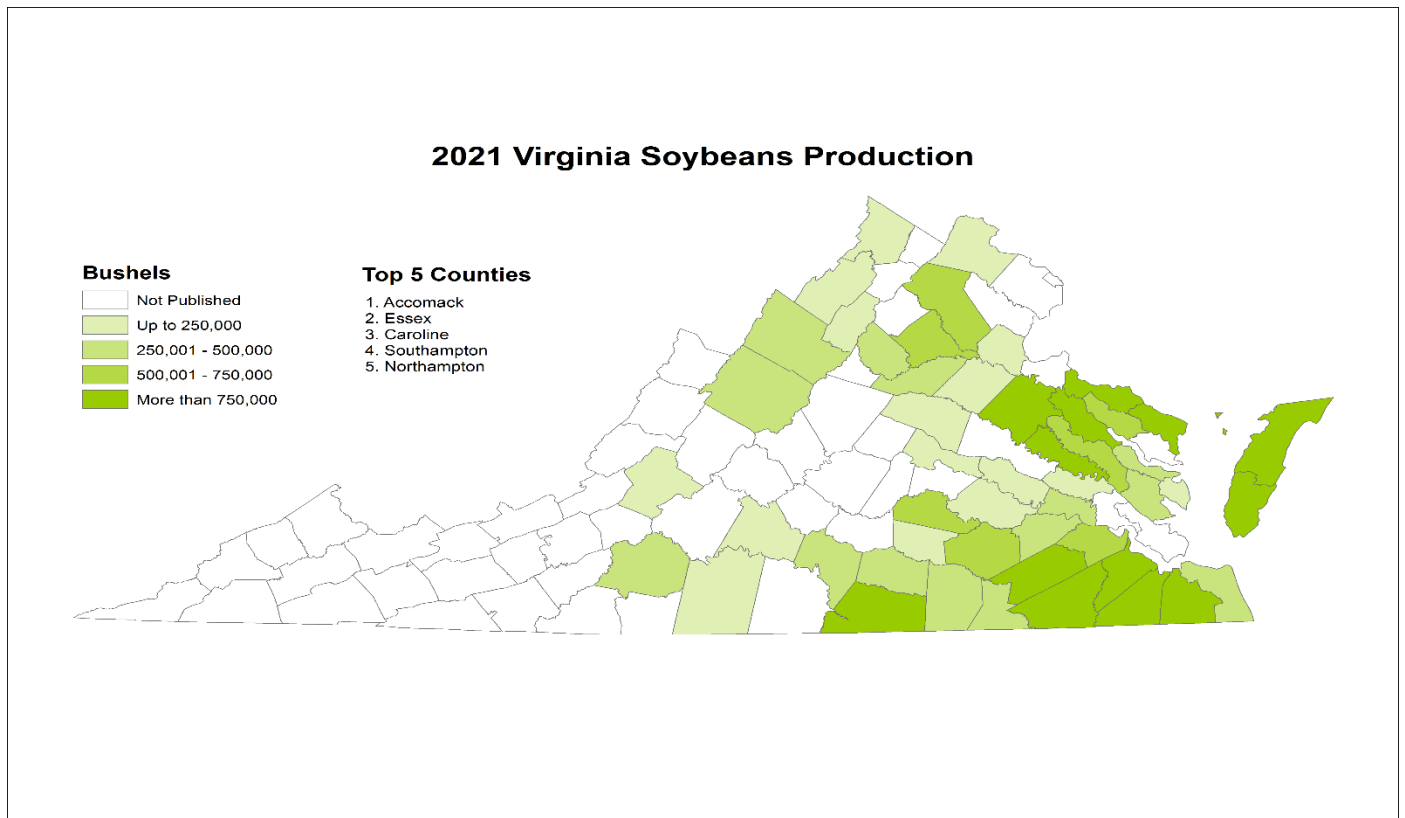 2021 Virginia Soybeans Production
Bushels
Not Published
Up to 250,000
250,001 - 500,000
500,001 - 750,000
More than 750,000
Top 5 Counties
1. Accomack
2. Essex
3. Caroline
4. Southampton
5. Northampton